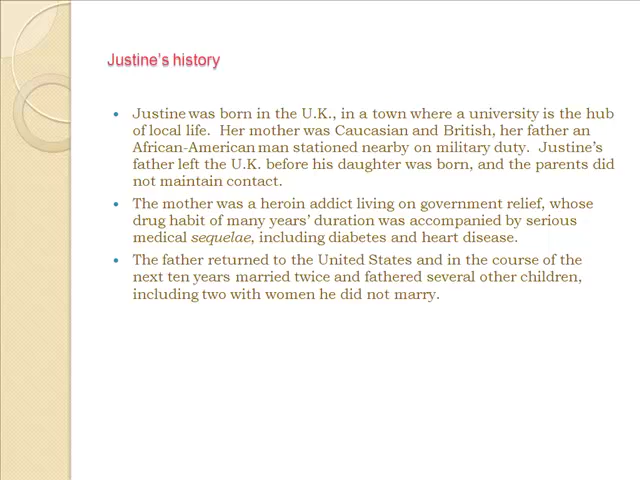 Justine's history
Justine was born in the U.K., in a town where a university is the hub
of local life.  Her mother was Caucasian and British, her father an
African-American man stationed nearby on military duty.  Justine's
father left the U.K. before his daughter was born, and the parents did
not maintain contact.
The mother was a heroin addict living on government relief, whose
drug habit of many years' duration was accompanied by serious
medical sequelae, including diabetes and heart disease.
The father returned to the United States and in the course of the
next ten years married twice and fathered several other children,
including two with women he did not marry.